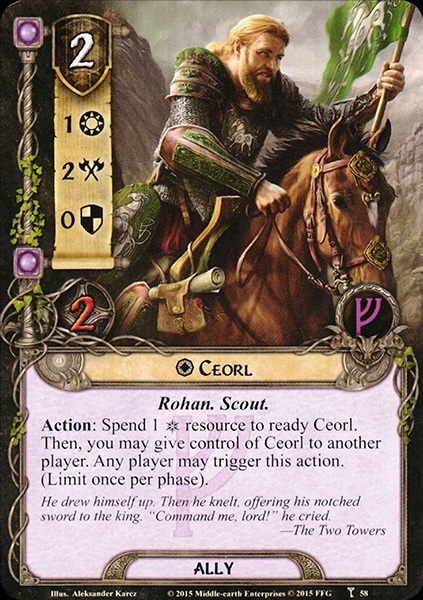 2
1
2
0
2
Ceorl
Rohan. Scout.
Action: Spend 1 resource to ready Ceorl.
Then, you may give control of Ceorl to another
player. Any player may trigger this action.
(Limit once per phase).
He drew himself up. Then he knelt, offering his notched
sword to the king. “Command me, lord!” he cried.
—The Two Towers
ALLY
Illus. Aleksander Karcz © 2015 Middle-earth Enterprises © 2015 FFG 58